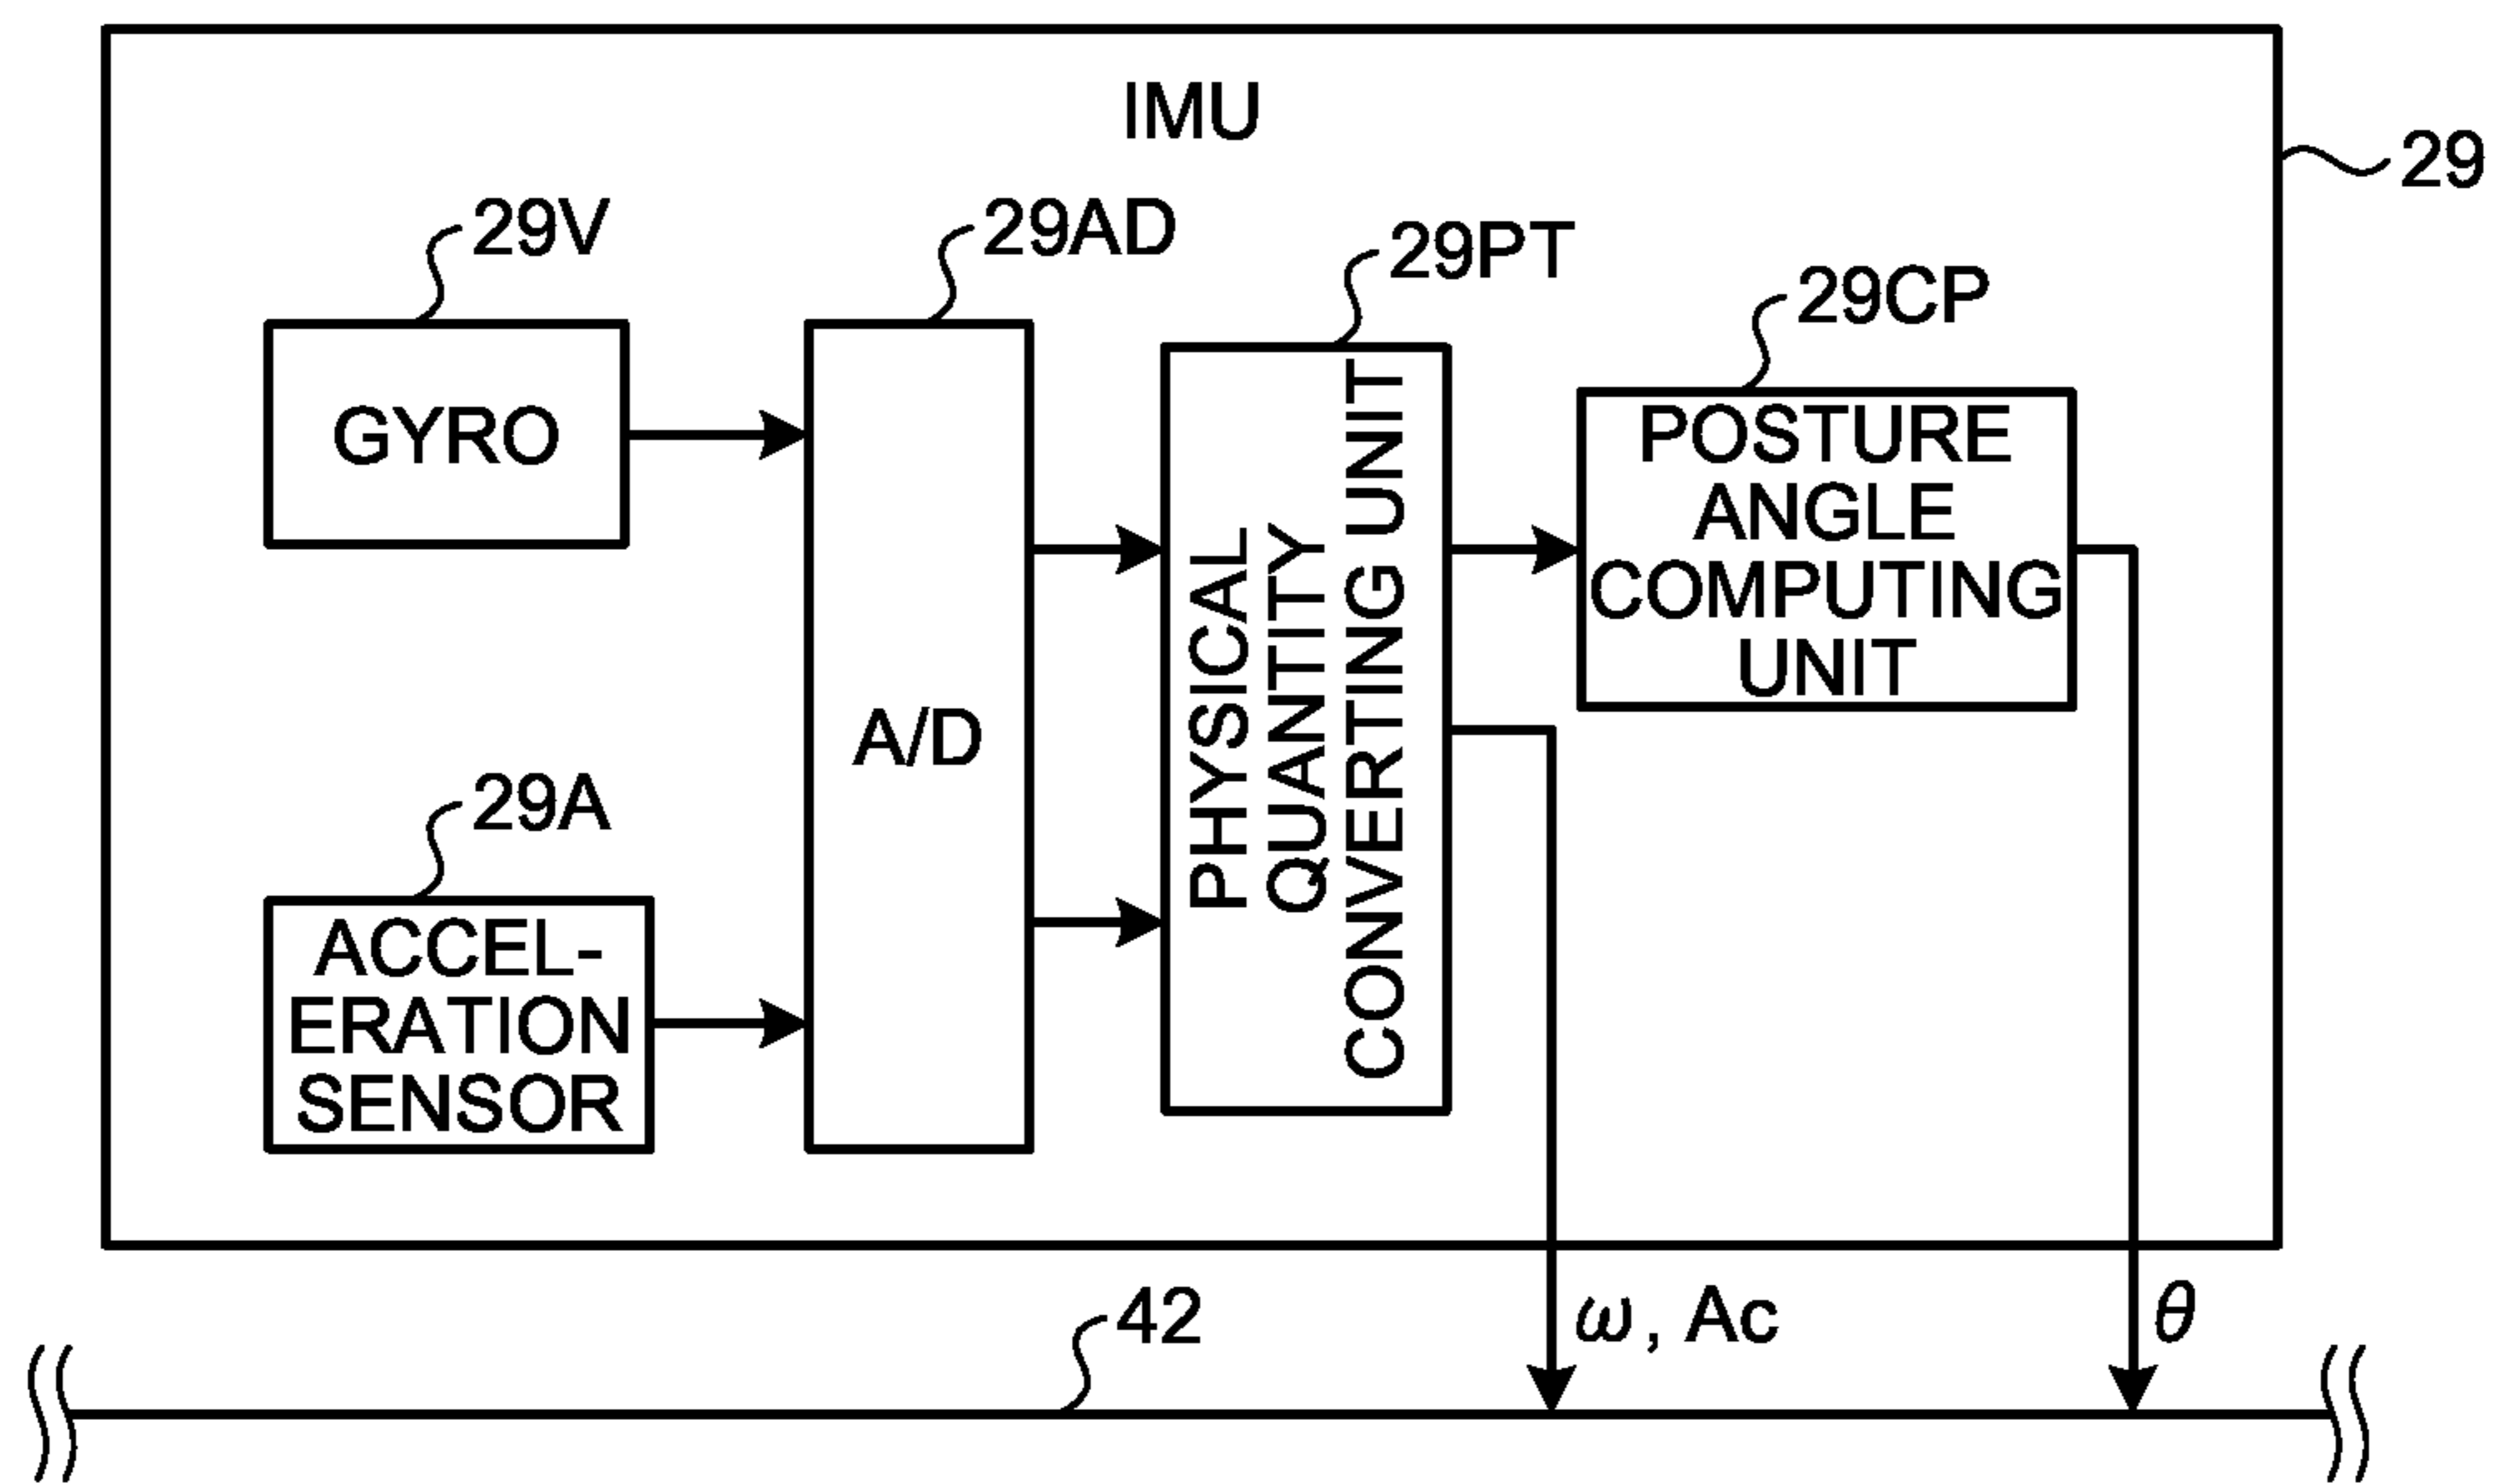 IMU
29
29V
29AD
29PT
29CP
GYRO
A/D
PHYSICAL
QUANTITY
CONVERTING UNIT
POSTURE
ANGLE
COMPUTING
UNIT
29A
ACCEL-
ERATION
SENSOR
42
ω, Ac
θ